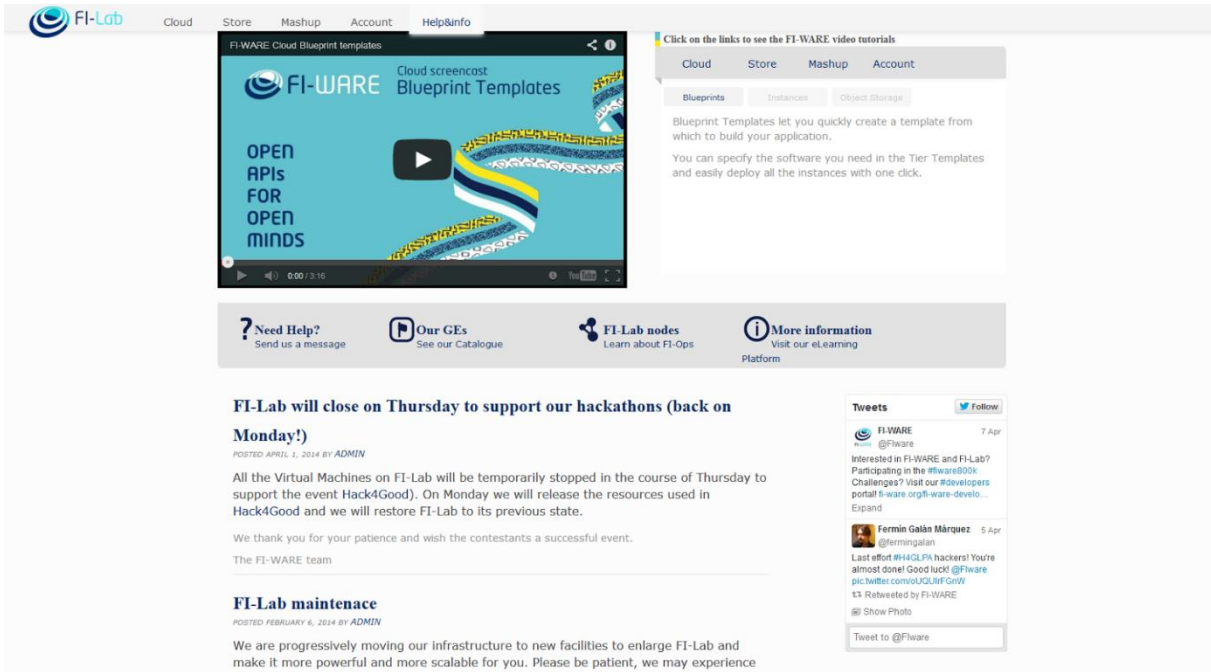 FI-Lab
Cloud Store Mashup Account Help&info
FI-WARE Cloud Blueprint templates
FI-WARE
Cloud screencast
Blueprint Templates
OPEN
APIs
FOR
OPEN
MINDS
0:00 / 3:16
YouTube
Click on the links to see the FI-WARE video tutorials
Cloud Store Mashup Account
Blueprints Instances Object Storage
Blueprint Templates let you quickly create a template from
which to build your application.
You can specify the software you need in the Tier Templates
and easily deploy all the instances with one click.
Need Help?
Send us a message
Our GEs
See our Catalogue
FI-Lab nodes
Learn about FI-Ops
More information
Visit our eLearning
Platform
FI-Lab will close on Thursday to support our hackathons (back on
Monday!)
POSTED APRIL 1, 2014 BY ADMIN
All the Virtual Machines on FI-Lab will be temporarily stopped in the course of Thursday to
support the event Hack4Good). On Monday we will release the resources used in
Hack4Good and we will restore FI-Lab to its previous state.
We thank you for your patience and wish the contestants a successful event.
The FI-WARE team
FI-Lab maintenace
POSTED FEBRUARY 6, 2014 BY ADMIN
We are progressively moving our infrastructure to new facilities to enlarge FI-Lab and
make it more powerful and more scalable for you. Please be patient, we may experience
Tweets Follow
FI-WARE 7 Apr
@FIware
Interested in FI-WARE and FI-Lab?
Participating in the #fiware800k
Challenges? Visit our #developers
portal! fi-ware.org/fi-ware-develo...
Expand
Fermín Galán Márquez 5 Apr
@fermingalan
Last effort #H4GLPA hackers! You're
almost done! Good luck! @FIware
pic.twitter.com/oUQUIrFGnW
Retweeted by FI-WARE
Show Photo
Tweet to @FIware